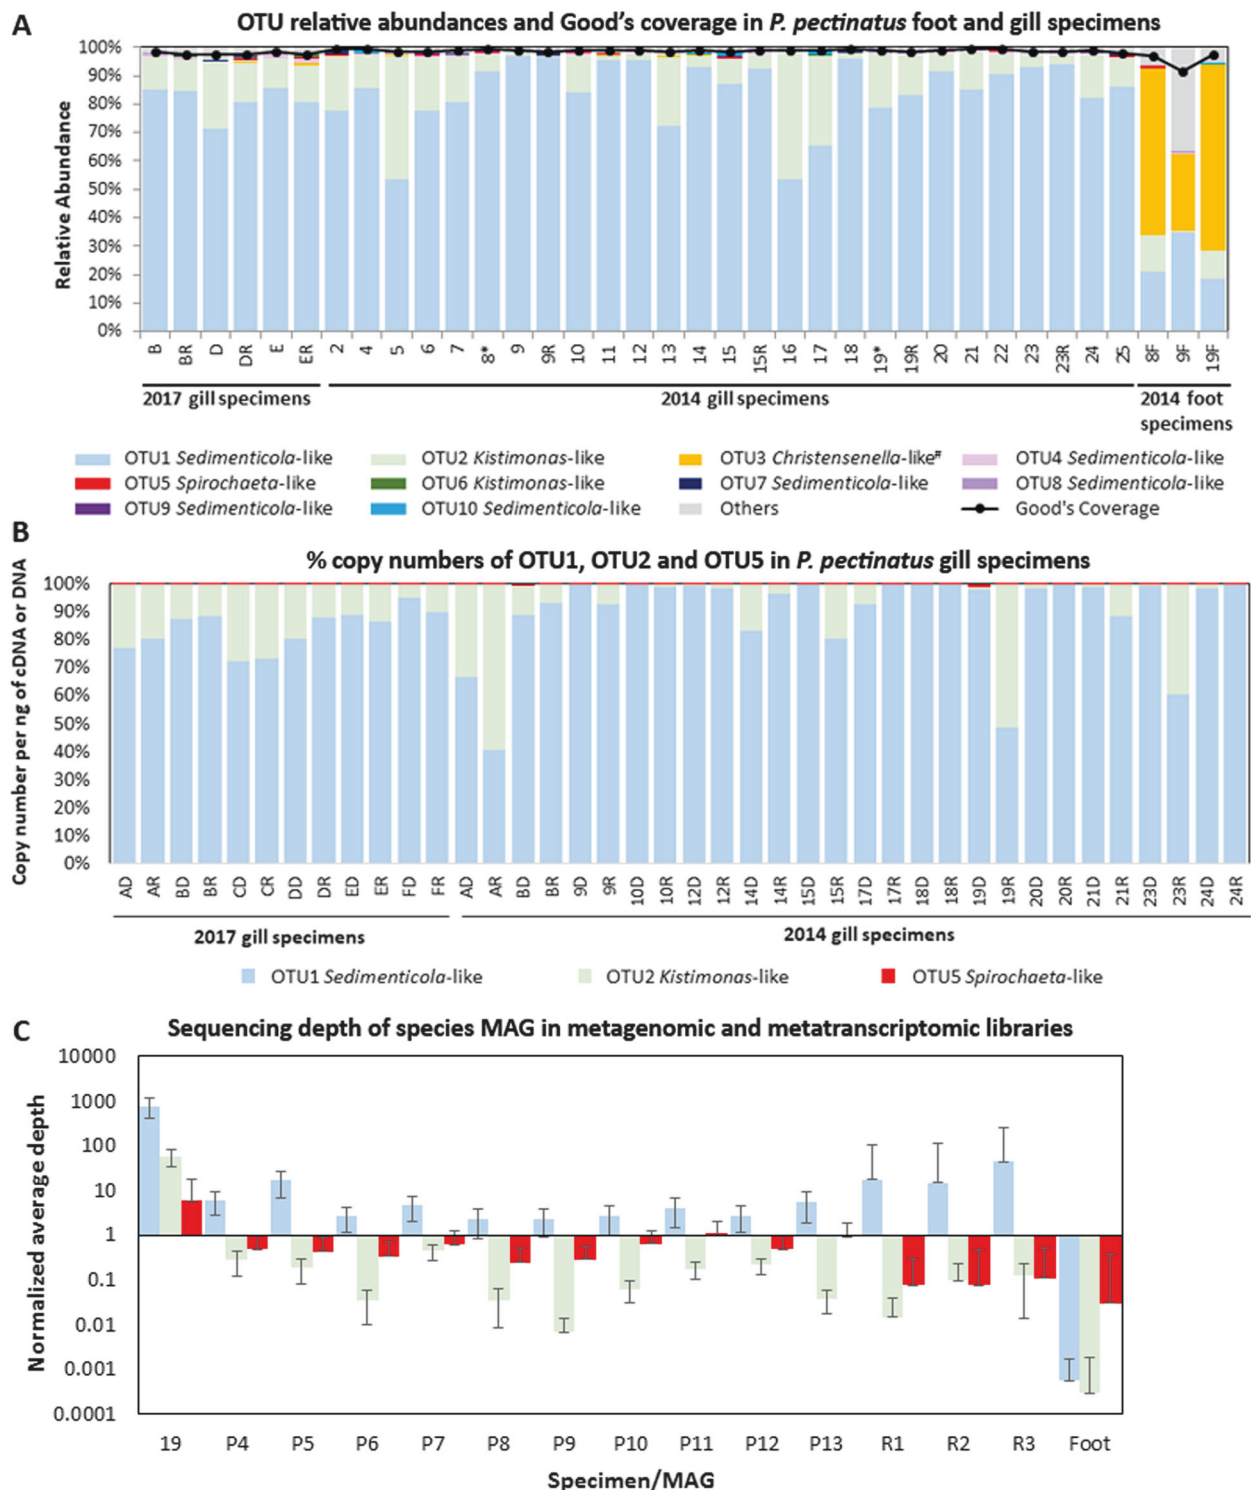 A
OTU relative abundances and Good's coverage in P. pectinatus foot and gill specimens
Relative Abundance
100%
90%
80%
70%
60%
50%
40%
30%
20%
10%
0%
B BR D DR E ER 2 4 5 6 7 8* 9 9R 10 11 12 13 14 15 15R 16 17 18 19* 19R 20 21 22 23 23R 24 25 8F 9F 19F
2017 gill specimens 2014 gill specimens 2014 foot
specimens
OTU1 Sedimenticola-like OTU2 Kistimonas-like OTU3 Christensenella-like# OTU4 Sedimenticola-like
OTU5 Spirochaeta-like OTU6 Kistimonas-like OTU7 Sedimenticola-like OTU8 Sedimenticola-like
OTU9 Sedimenticola-like OTU10 Sedimenticola-like Others Good's Coverage
B
% copy numbers of OTU1, OTU2 and OTU5 in P. pectinatus gill specimens
Copy number per ng of cDNA or DNA
100%
90%
80%
70%
60%
50%
40%
30%
20%
10%
0%
AD AR BD BR CD CR DD DR ED ER FD FR AD AR BD BR 9D 9R 10D 10R 12D 12R 14D 14R 15D 15R 17D 17R 18D 18R 19D 19R 20D 20R 21D 21R 23D 23R 24D 24R
2017 gill specimens 2014 gill specimens
OTU1 Sedimenticola-like OTU2 Kistimonas-like OTU5 Spirochaeta-like
C
Sequencing depth of species MAG in metagenomic and metatranscriptomic libraries
Normalized average depth
10000
1000
100
10
1
0.1
0.01
0.001
0.0001
19 P4 P5 P6 P7 P8 P9 P10 P11 P12 P13 R1 R2 R3 Foot
Specimen/MAG